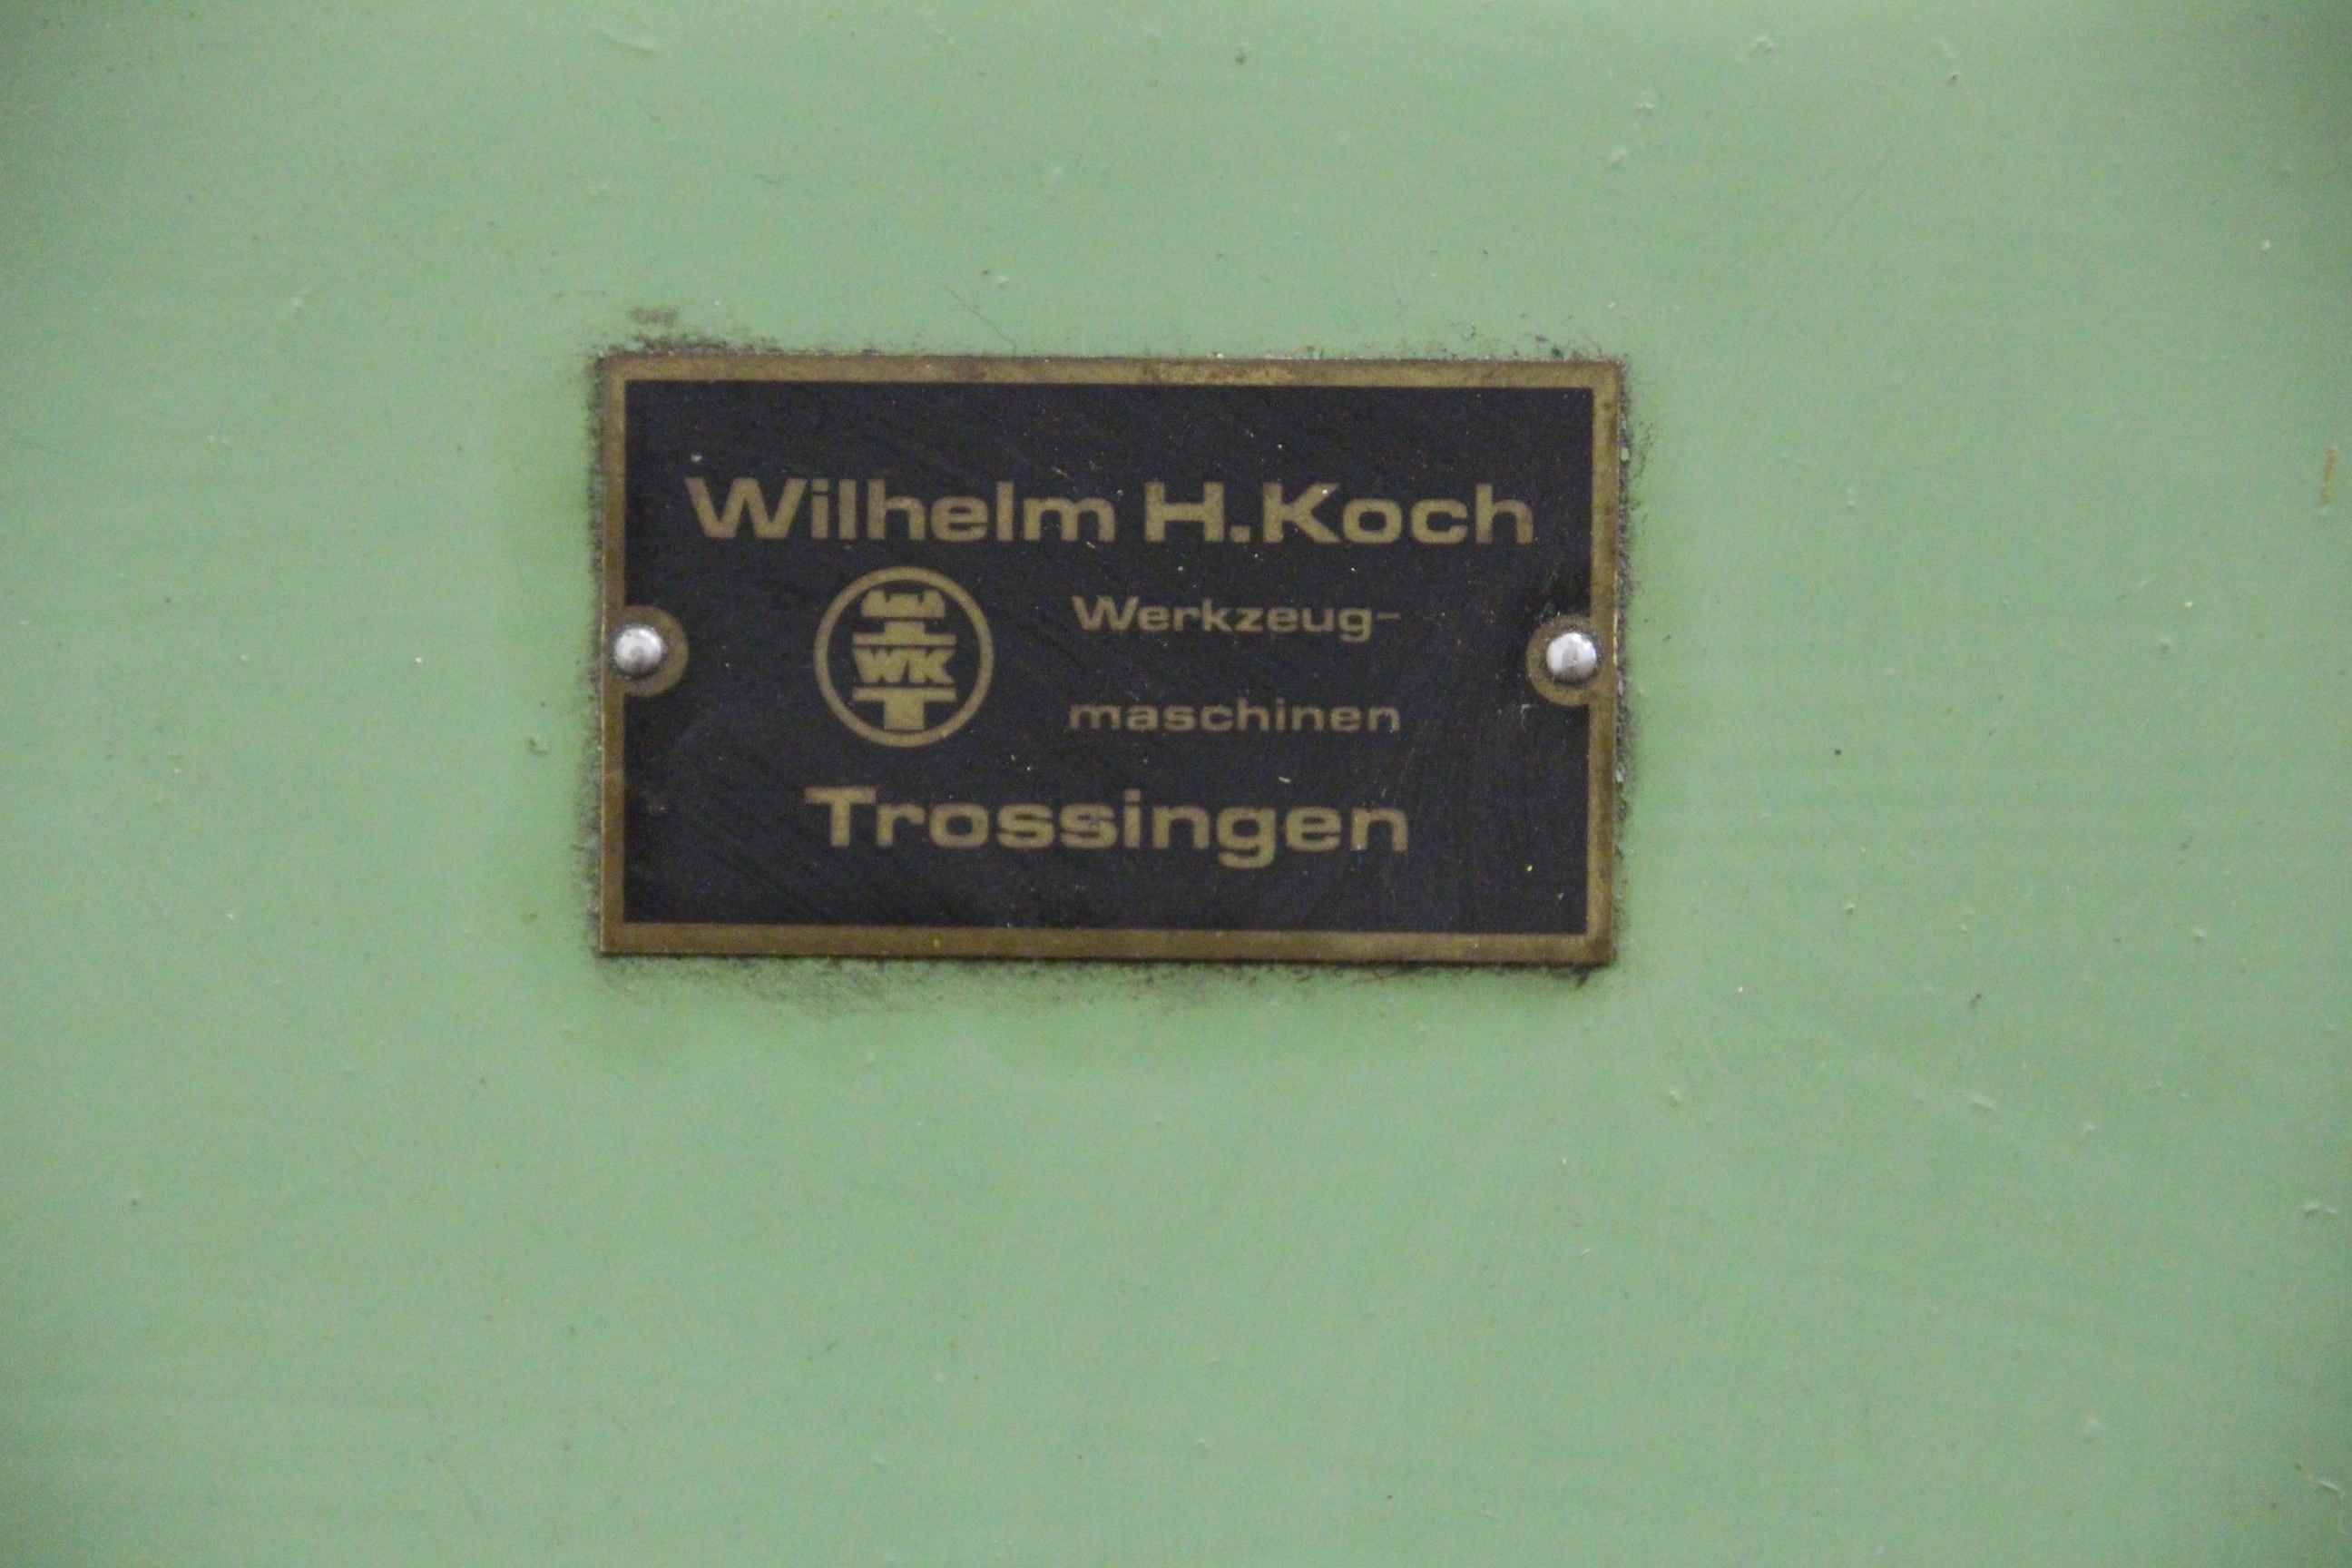 Wilhelm H.Koch
WK
Werkzeug-
maschinen
Trossingen